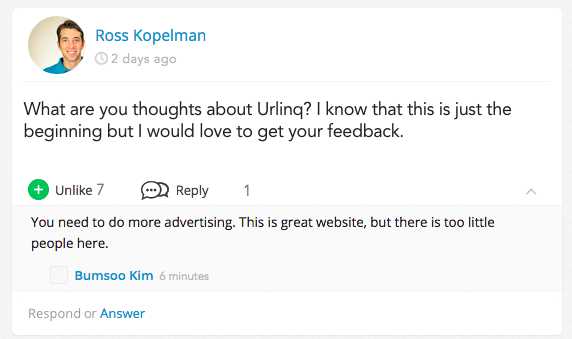 Ross Kopelman
2 days ago
What are you thoughts about Urlinq? I know that this is just the
beginning but I would love to get your feedback.
Unlike 7 Reply 1
You need to do more advertising. This is great website, but there is too little
people here.
Bumsoo Kim 6 minutes
Respond or Answer